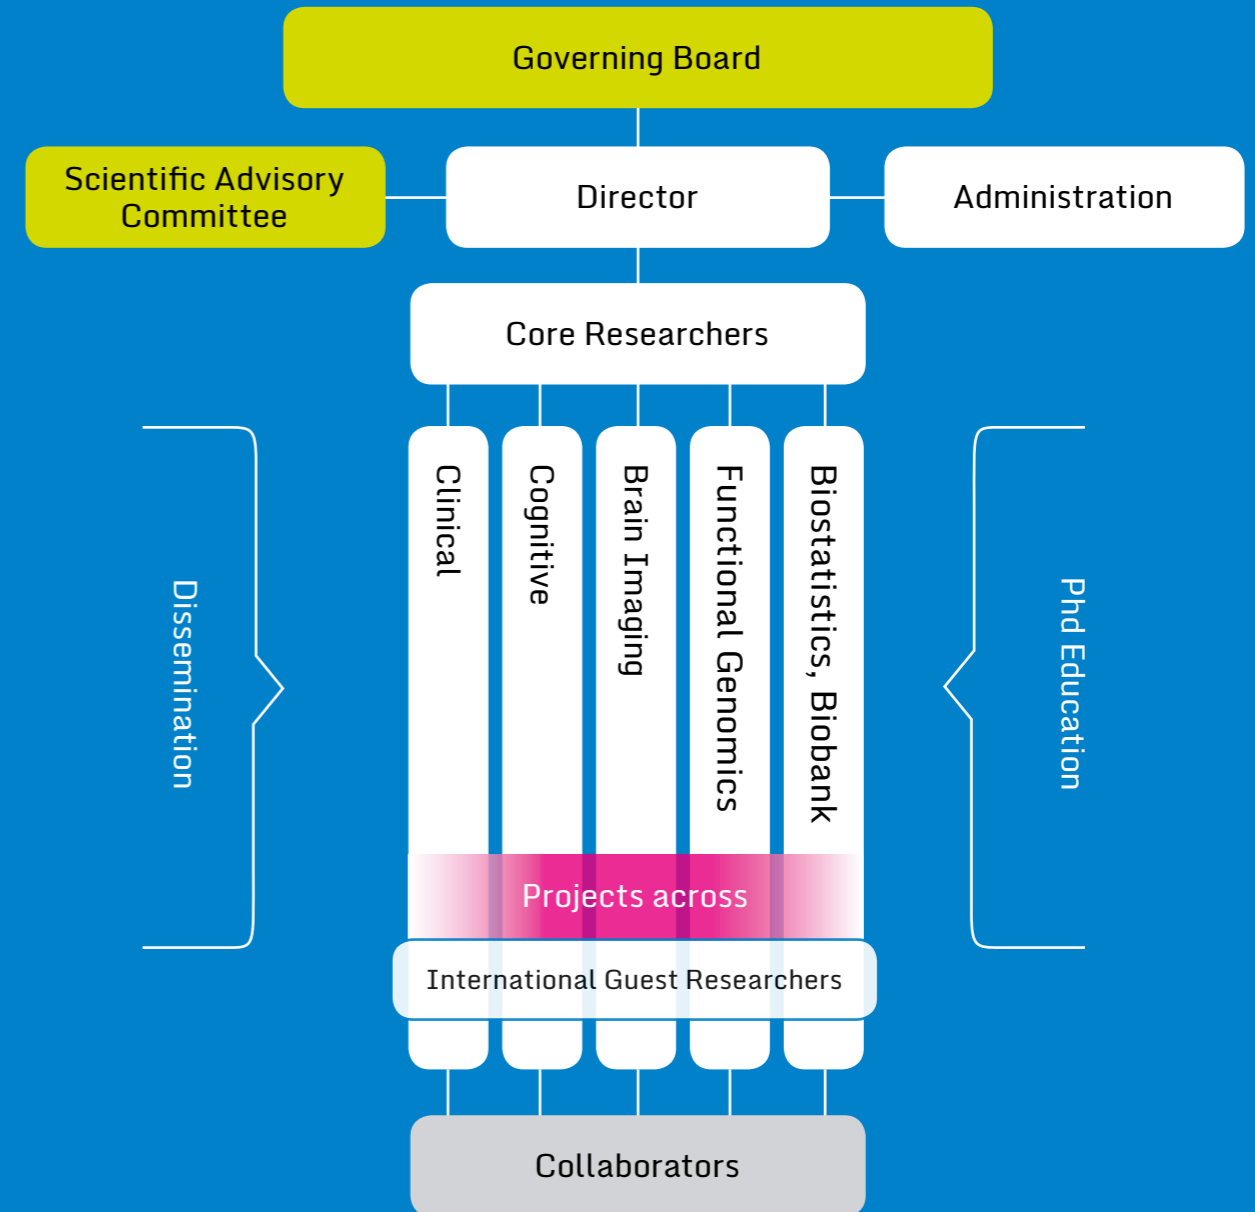 Governing Board
Scientific Advisory
Committee
Director
Administration
Core Researchers
Clinical
Cognitive
Brain Imaging
Functional Genomics
Biostatistics, Biobank
Dissemination
Phd Education
Projects across
International Guest Researchers
Collaborators